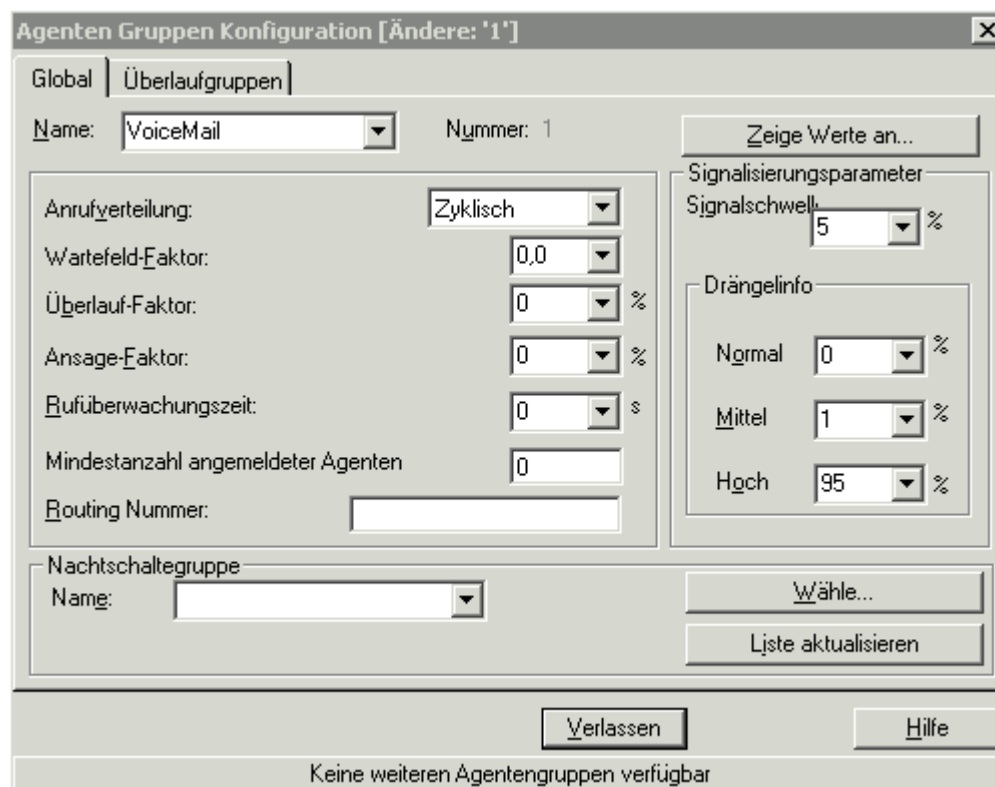 Agenten Gruppen Konfiguration [Ändere: '1']
Global Überlaufgruppen
Name: VoiceMail Nummer: 1 Zeige Werte an...
Signalisierungsparameter
Anrufverteilung: Zyklisch
Signalschwell 5 %
Wartefeld-Faktor: 0,0
Überlauf-Faktor: 0 %
Ansage-Faktor: 0 %
Rufüberwachungszeit: 0 s
Mindestanzahl angemeldeter Agenten 0
Routing Nummer:
Drängelinfo
Normal 0 %
Mittel 1 %
Hoch 95 %
Nachtschaltegruppe
Name: Wähle...
Liste aktualisieren
Verlassen Hilfe
Keine weiteren Agentengruppen verfügbar